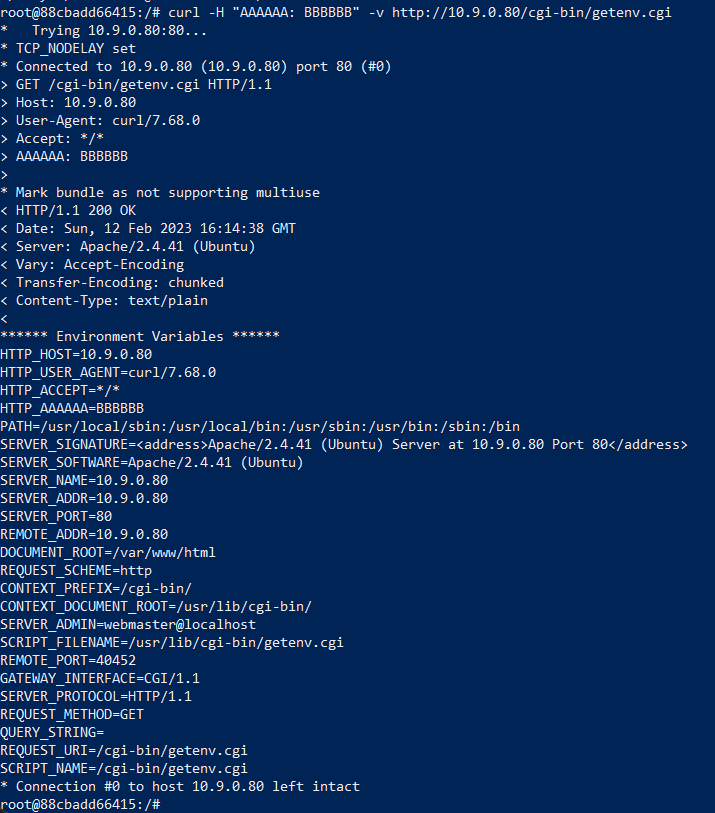 root@88cbadd66415:/# curl -H "AAAAAA: BBBBBB" -v http://10.9.0.80/cgi-bin/getenv.cgi
*   Trying 10.9.0.80:80...
* TCP_NODELAY set
* Connected to 10.9.0.80 (10.9.0.80) port 80 (#0)
> GET /cgi-bin/getenv.cgi HTTP/1.1
> Host: 10.9.0.80
> User-Agent: curl/7.68.0
> Accept: */*
> AAAAAA: BBBBBB
>
* Mark bundle as not supporting multiuse
< HTTP/1.1 200 OK
< Date: Sun, 12 Feb 2023 16:14:38 GMT
< Server: Apache/2.4.41 (Ubuntu)
< Vary: Accept-Encoding
< Transfer-Encoding: chunked
< Content-Type: text/plain
<
****** Environment Variables ******
HTTP_HOST=10.9.0.80
HTTP_USER_AGENT=curl/7.68.0
HTTP_ACCEPT=*/*
HTTP_AAAAAA=BBBBBB
PATH=/usr/local/sbin:/usr/local/bin:/usr/sbin:/usr/bin:/sbin:/bin
SERVER_SIGNATURE=<address>Apache/2.4.41 (Ubuntu) Server at 10.9.0.80 Port 80</address>
SERVER_SOFTWARE=Apache/2.4.41 (Ubuntu)
SERVER_NAME=10.9.0.80
SERVER_ADDR=10.9.0.80
SERVER_PORT=80
REMOTE_ADDR=10.9.0.80
DOCUMENT_ROOT=/var/www/html
REQUEST_SCHEME=http
CONTEXT_PREFIX=/cgi-bin/
CONTEXT_DOCUMENT_ROOT=/usr/lib/cgi-bin/
SERVER_ADMIN=webmaster@localhost
SCRIPT_FILENAME=/usr/lib/cgi-bin/getenv.cgi
REMOTE_PORT=40452
GATEWAY_INTERFACE=CGI/1.1
SERVER_PROTOCOL=HTTP/1.1
REQUEST_METHOD=GET
QUERY_STRING=
REQUEST_URI=/cgi-bin/getenv.cgi
SCRIPT_NAME=/cgi-bin/getenv.cgi
* Connection #0 to host 10.9.0.80 left intact
root@88cbadd66415:/#